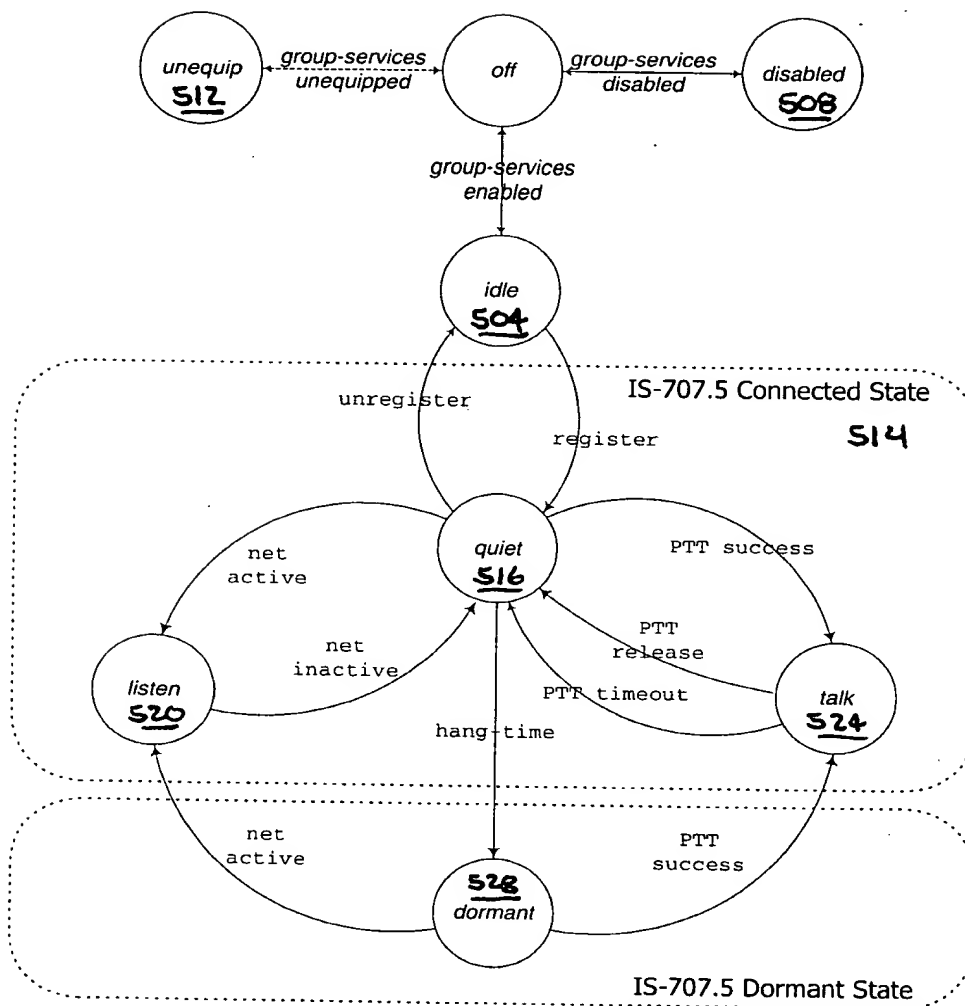 unequip
512
group-services
unequipped
off
group-services
disabled
disabled
508
group-services
enabled
idle
504
IS-707.5 Connected State
514
unregister
register
quiet
516
net
active
PTT success
net
inactive
PTT
release
PTT timeout
listen
520
talk
524
hang-time
net
active
PTT
success
528
dormant
IS-707.5 Dormant State